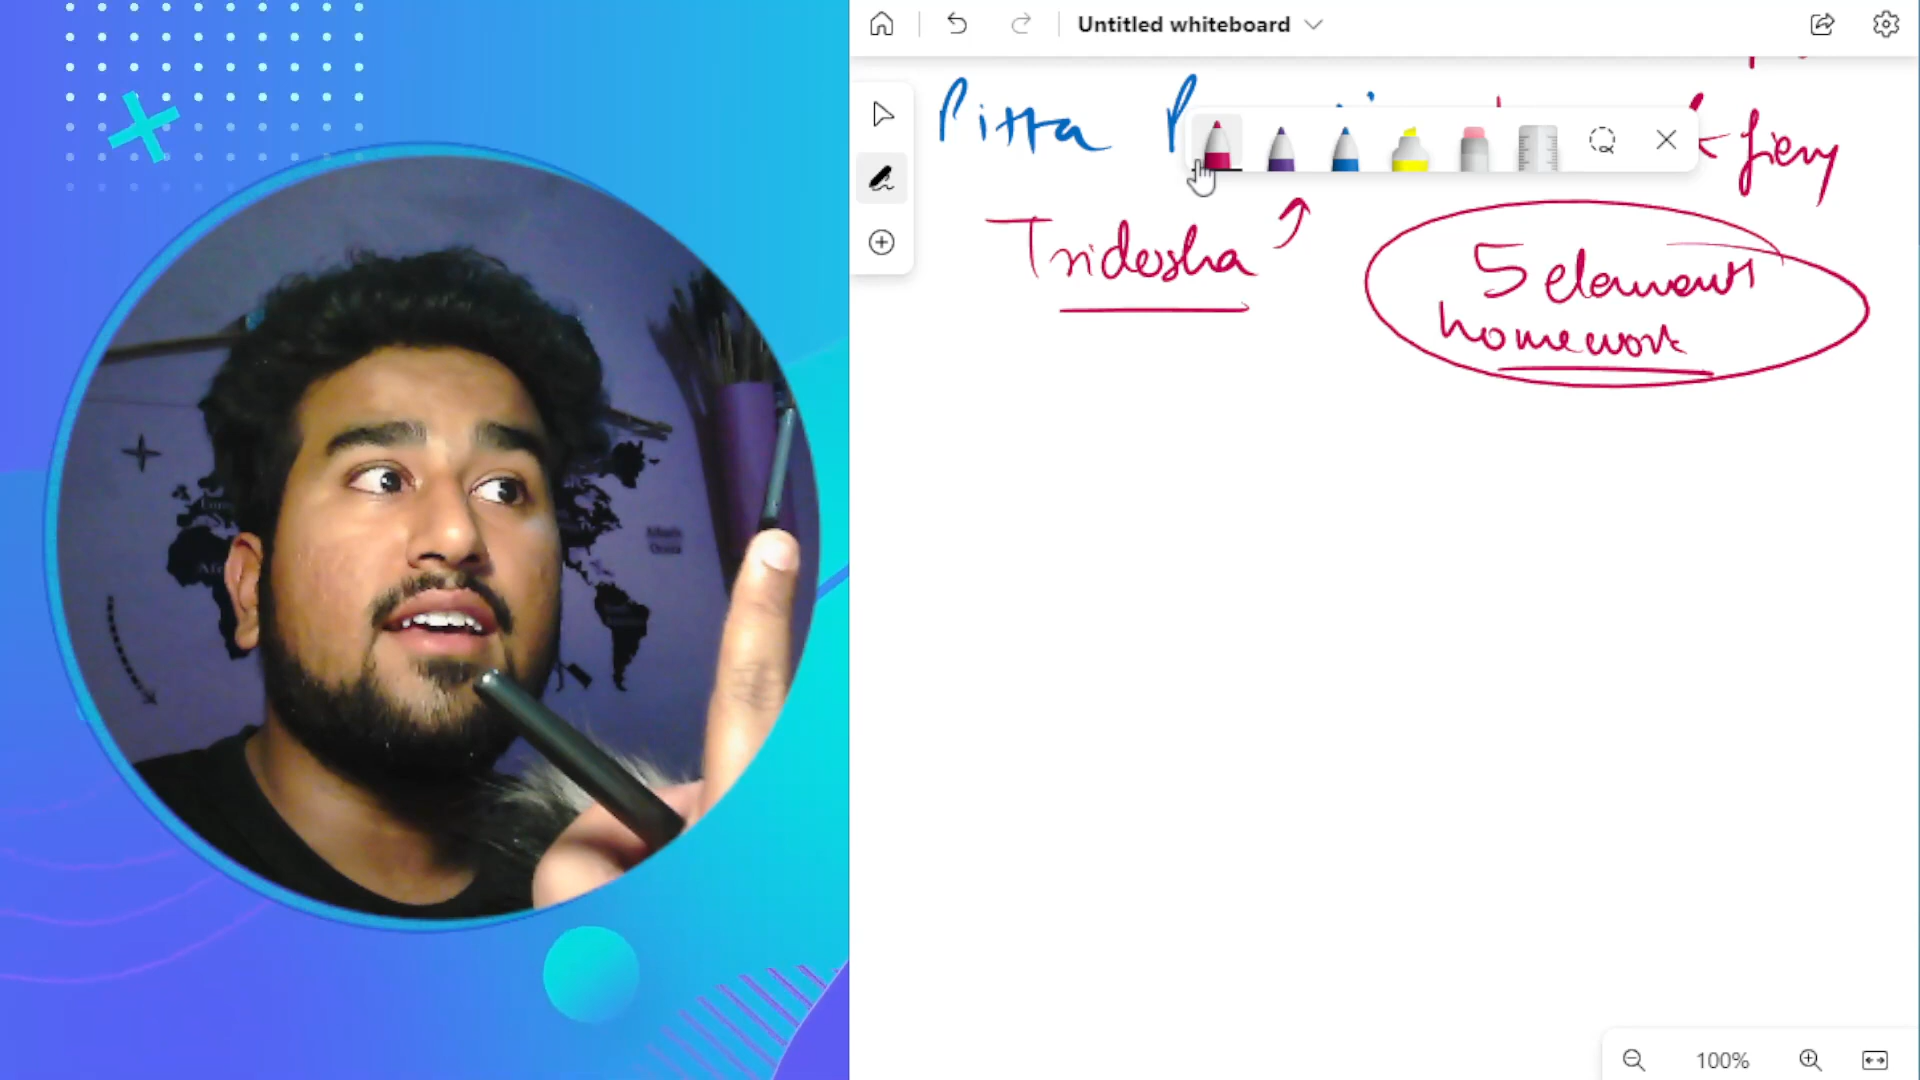 Untitled whiteboard
Pitta
fiery
Tridosha
5 elements
homework
100%